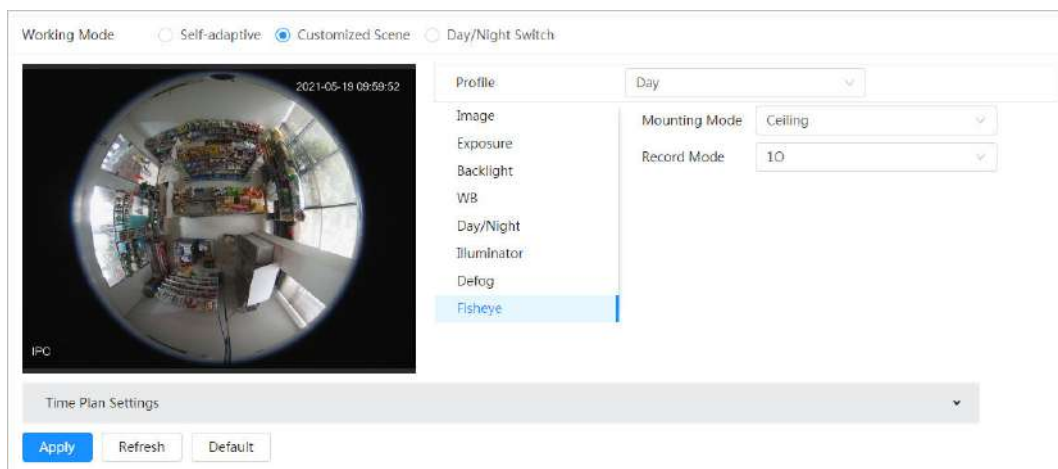 Working Mode Self-adaptive Customized Scene Day/Night Switch
2021-05-19 09:59:52
IPC
Profile Day
Image
Exposure
Backlight
WB
Day/Night
Illuminator
Defog
Fisheye
Mounting Mode Ceiling
Record Mode 1O
Time Plan Settings
Apply Refresh Default